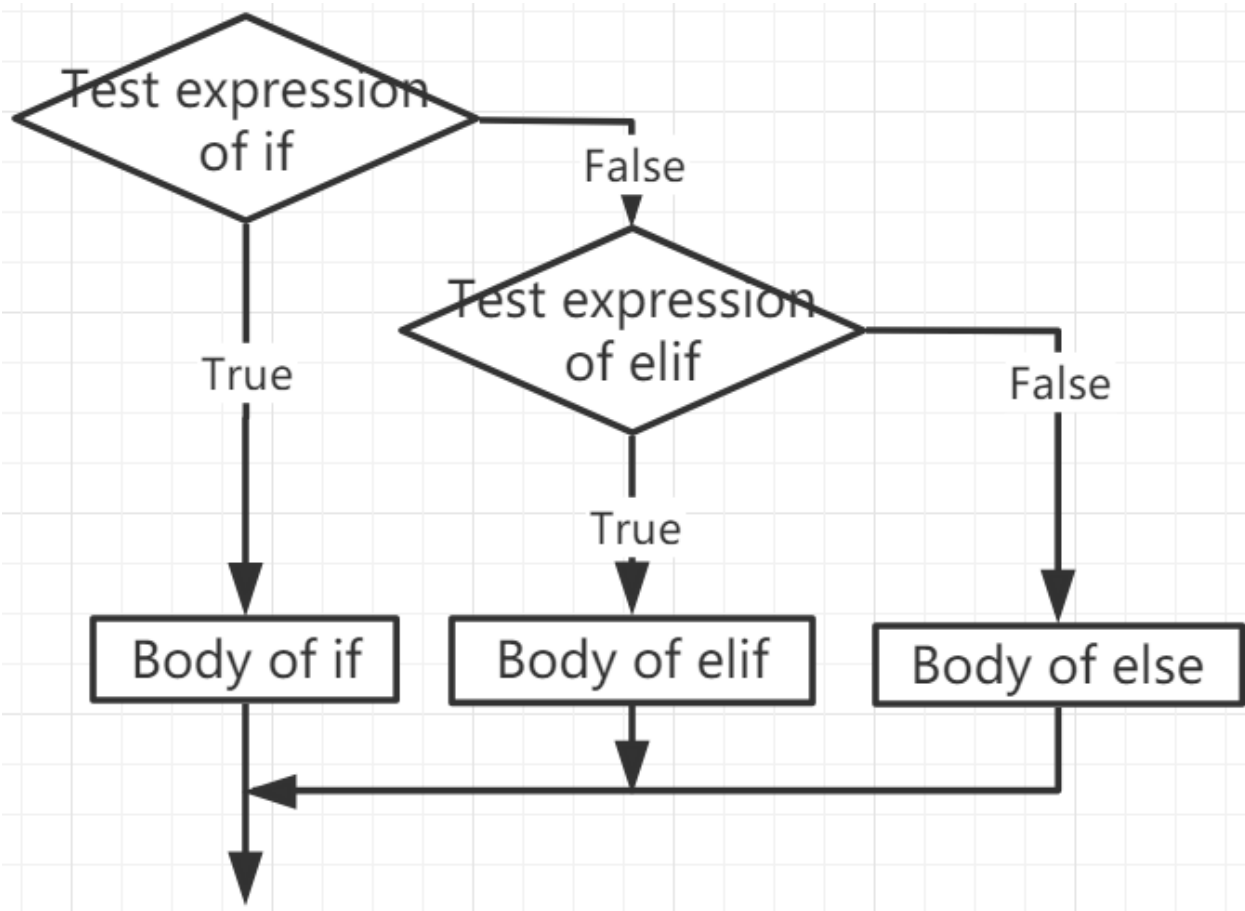 Test expression
of if
False
Test expression
of elif
True
False
True
Body of if
Body of elif
Body of else